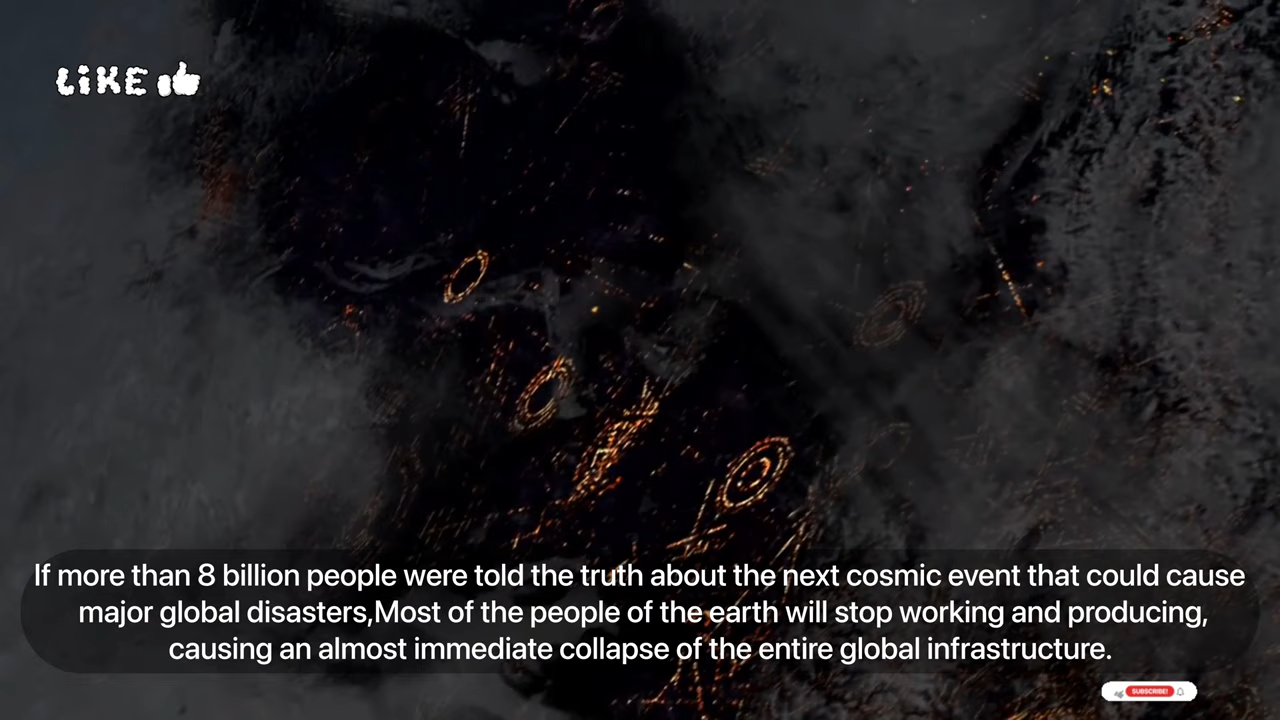 LIKE
If more than 8 billion people were told the truth about the next cosmic event that could cause
major global disasters,Most of the people of the earth will stop working and producing,
causing an almost immediate collapse of the entire global infrastructure.
SUBSCRIBE!